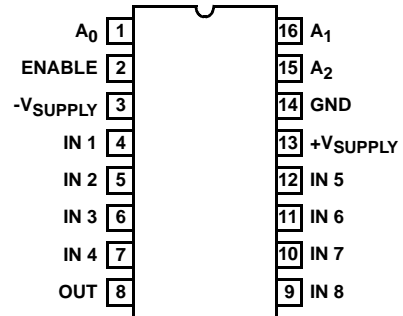 A0 1 16 A1
ENABLE 2 15 A2
-VSUPPLY 3 14 GND
IN 1 4 13 +VSUPPLY
IN 2 5 12 IN 5
IN 3 6 11 IN 6
IN 4 7 10 IN 7
OUT 8 9 IN 8